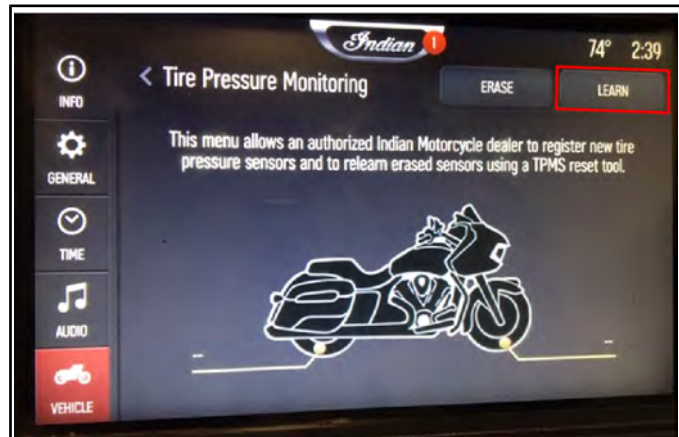 Indian 1
74° 2:39
INFO
< Tire Pressure Monitoring
ERASE
LEARN
This menu allows an authorized Indian Motorcycle dealer to register new tire
pressure sensors and to relearn erased sensors using a TPMS reset tool.
GENERAL
TIME
AUDIO
VEHICLE
--
--